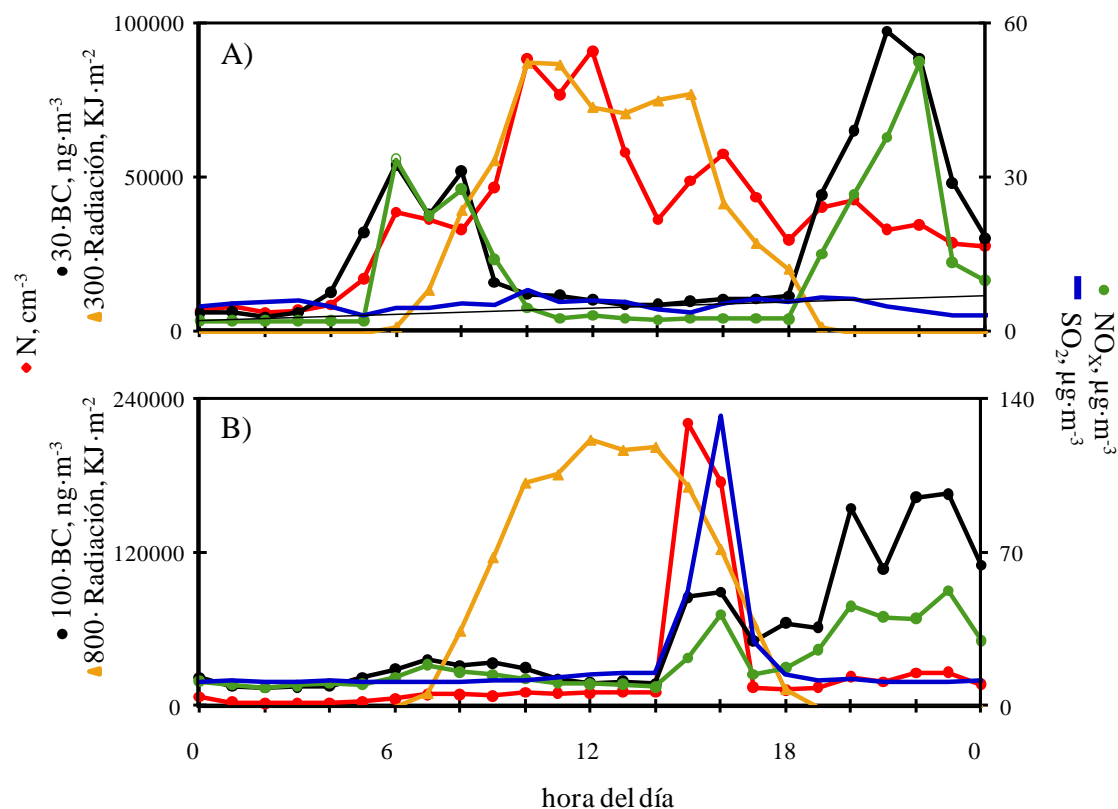 A)
100000
50000
0
60
30
0
N, cm-3
30·BC, ng·m-3
300·Radiación, KJ·m-2
B)
240000
120000
0
140
70
0
100·BC, ng·m-3
800· Radiación, KJ·m-2
NOX, µg·m-3
SO2, µg·m-3
0 6 12 18 0
hora del día